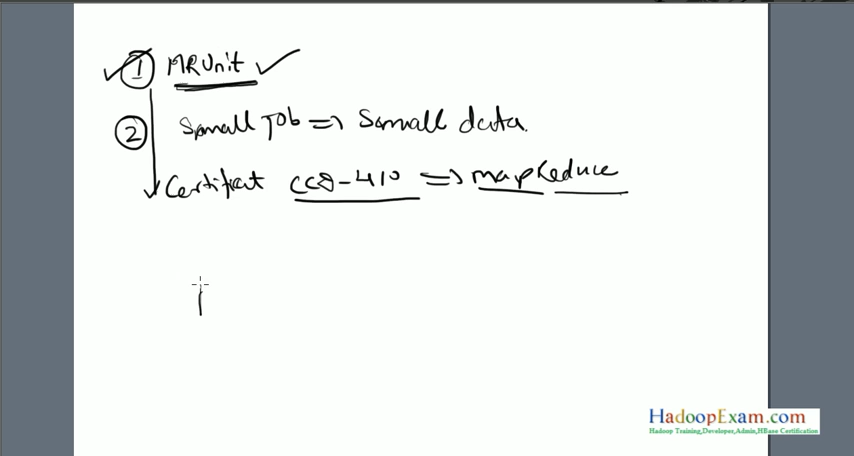 1 MRUnit
2 Small Job => Small data.
Certificat CCD-410 => mapReduce
HadoopExam.com
Hadoop Training,Developer,Admin,HBase Certification